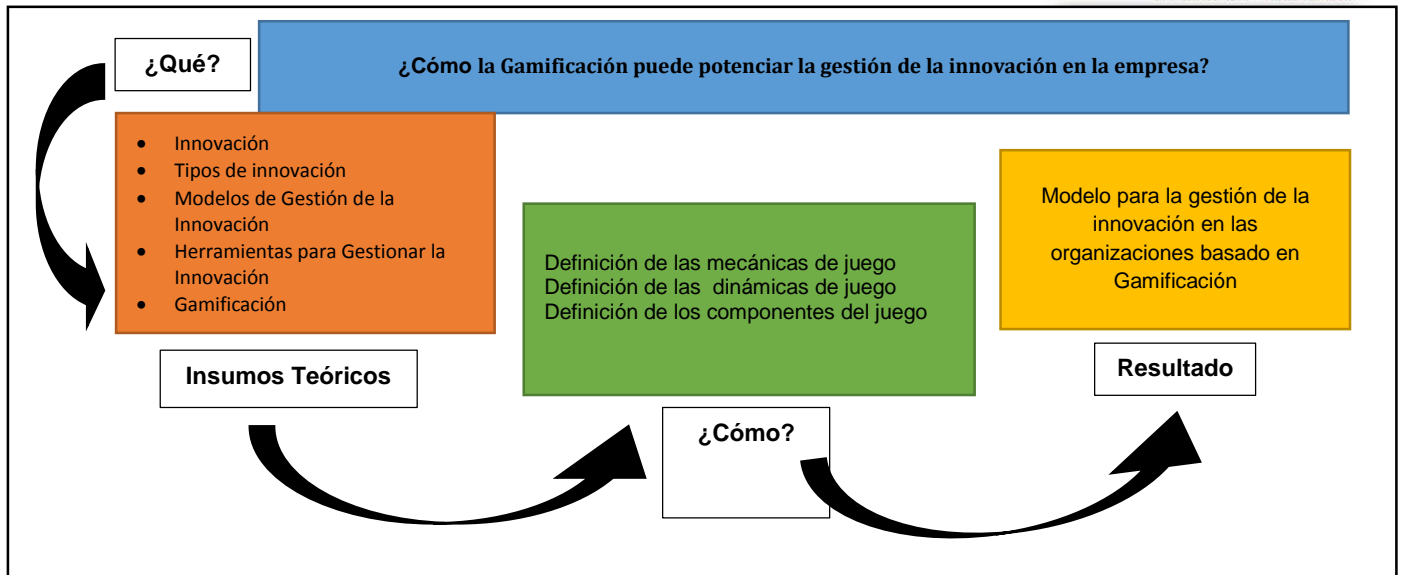 ¿Qué?
¿Cómo la Gamificación puede potenciar la gestión de la innovación en la empresa?
• Innovación
• Tipos de innovación
• Modelos de Gestión de la
Innovación
• Herramientas para Gestionar la
Innovación
• Gamificación
Insumos Teóricos
Definición de las mecánicas de juego
Definición de las dinámicas de juego
Definición de los componentes del juego
¿Cómo?
Modelo para la gestión de la
innovación en las
organizaciones basado en
Gamificación
Resultado